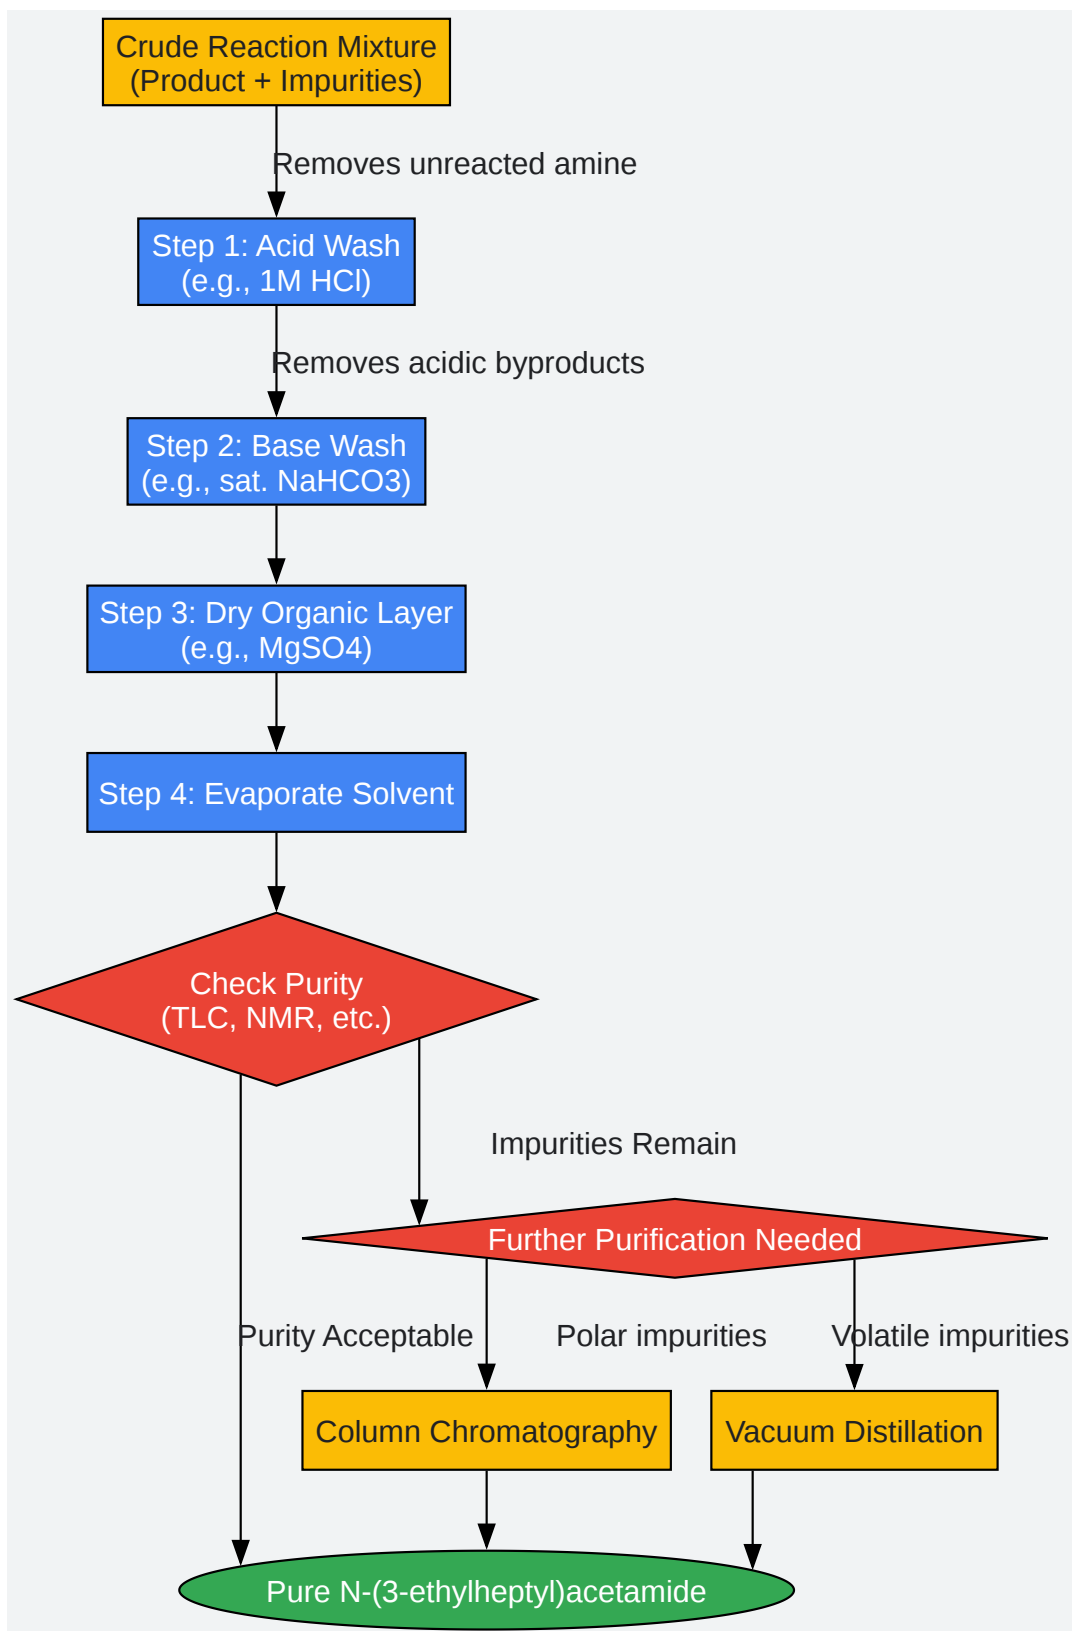 Crude Reaction Mixture
(Product + Impurities)
Removes unreacted amine
Step 1: Acid Wash
(e.g., 1M HCl)
Removes acidic byproducts
Step 2: Base Wash
(e.g., sat. NaHCO3)
Step 3: Dry Organic Layer
(e.g., MgSO4)
Step 4: Evaporate Solvent
Check Purity
(TLC, NMR, etc.)
Impurities Remain
Further Purification Needed
Purity Acceptable
Polar impurities
Volatile impurities
Column Chromatography
Vacuum Distillation
Pure N-(3-ethylheptyl)acetamide